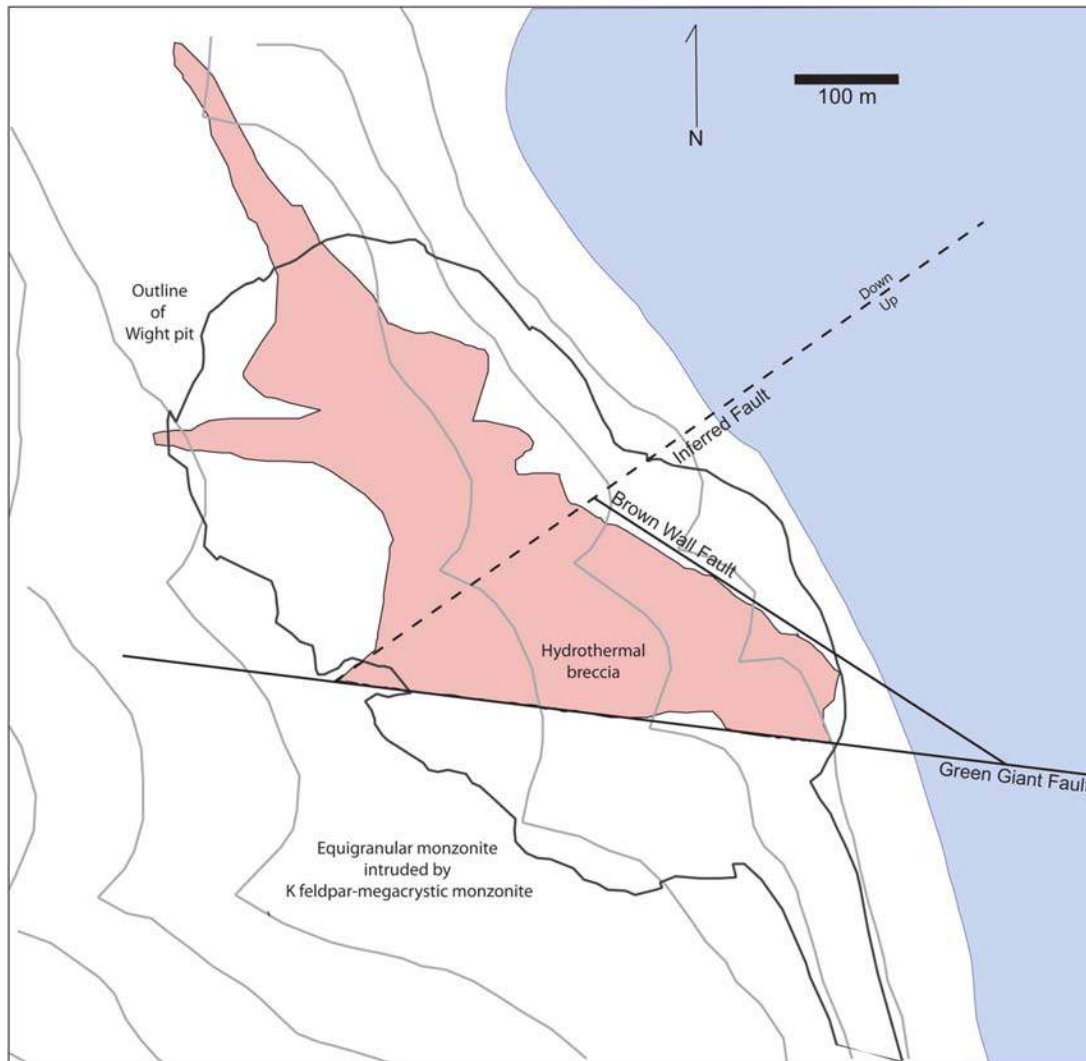 100 m
N
Outline
of
Wight pit
Down
Up
Inferred Fault
Brown Wall Fault
Hydrothermal
breccia
Green Giant Fault
Equigranular monzonite
intruded by
K feldpar-megacrystic monzonite